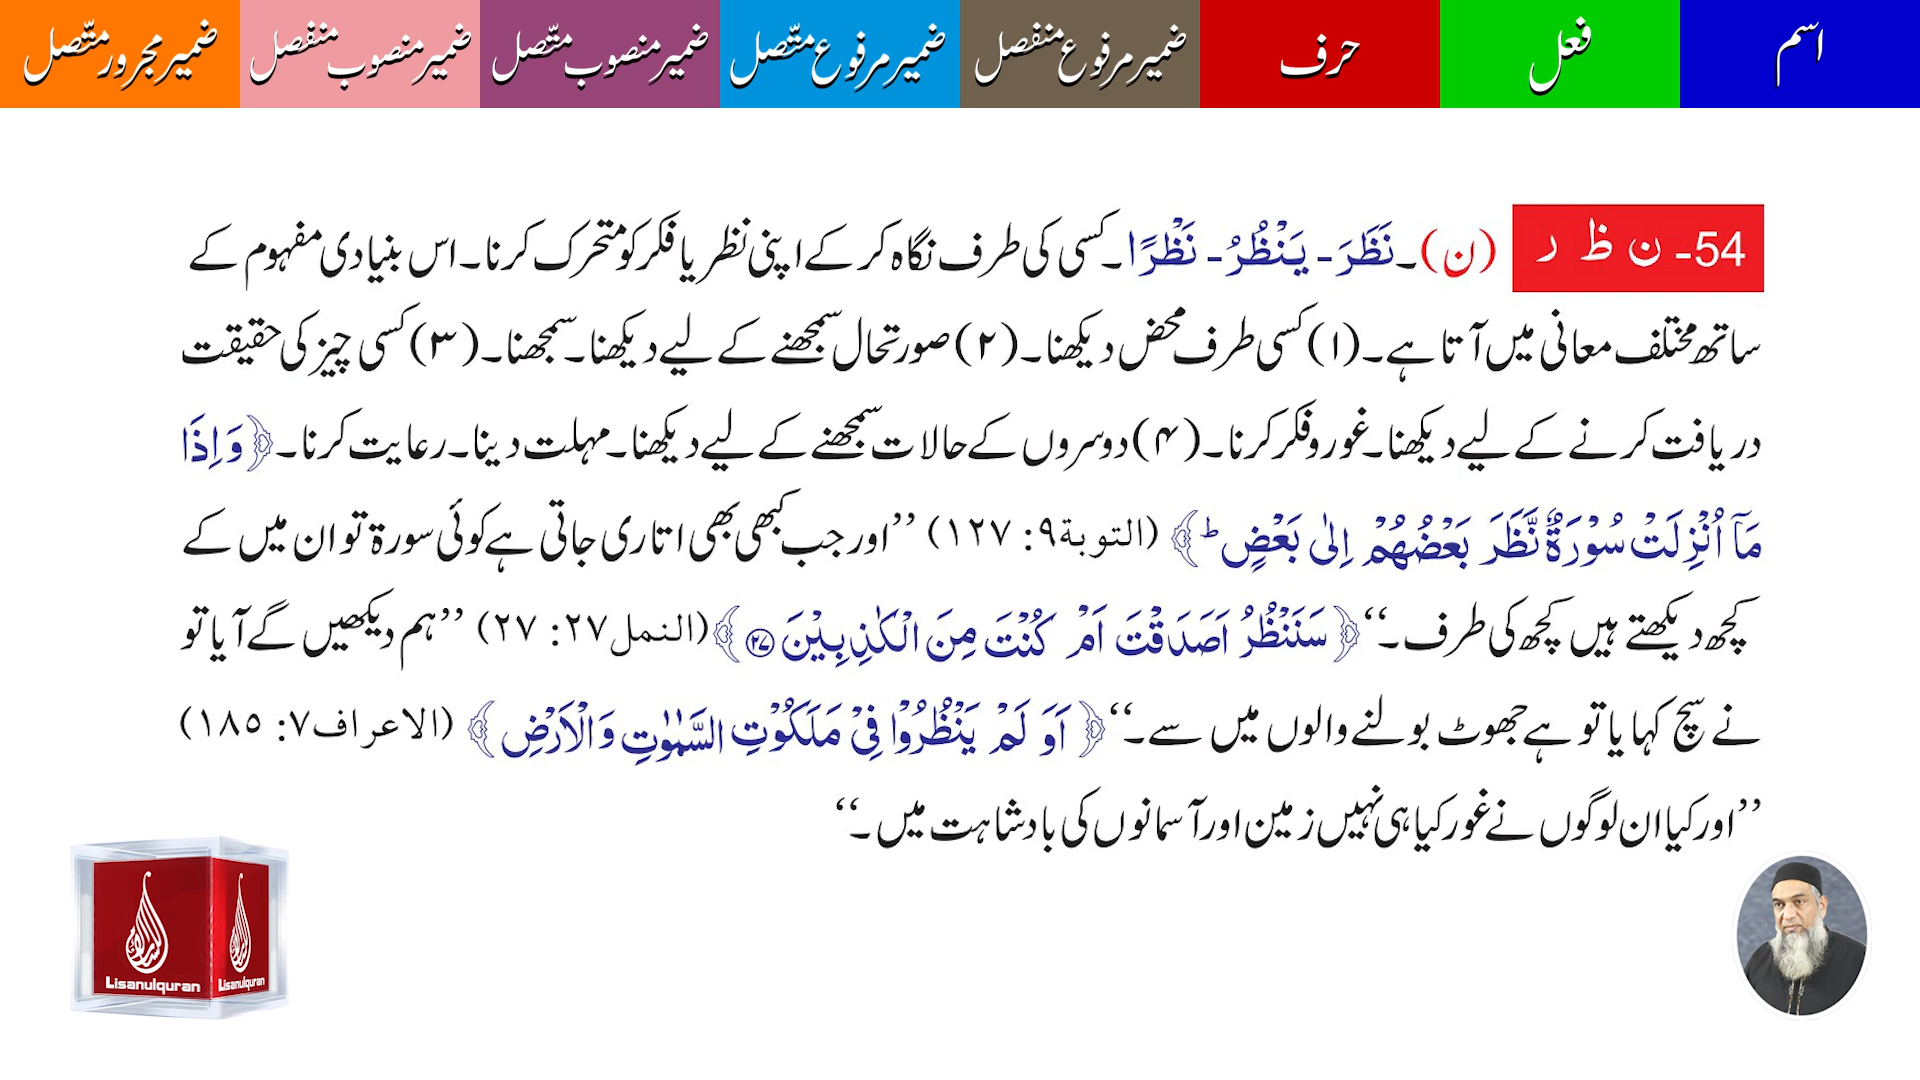 اسم
فعل
حرف
ضمیر مرفوع منفصل
ضمیر مرفوع متّصل
ضمیر منصوب متّصل
ضمیر منصوب منفصل
ضمیر مجرور متّصل
54- ن ظ ر (ن)۔ نَظَرَ - یَنْظُرُ - نَظْرًا۔ کسی کی طرف نگاہ کر کے اپنی نظر یا فکر کو متحرک کرنا۔ اس بنیادی مفہوم کے
ساتھ مختلف معانی میں آتا ہے۔ (۱) کسی طرف محض دیکھنا۔ (۲) صورتحال سمجھنے کے لیے دیکھنا۔ سمجھنا۔ (۳) کسی چیز کی حقیقت
دریافت کرنے کے لیے دیکھنا۔ غور و فکر کرنا۔ (۴) دوسروں کے حالات سمجھنے کے لیے دیکھنا۔ مہلت دینا۔ رعایت کرنا۔ ﴿وَ اِذَا
مَاۤ اُنْزِلَتْ سُوْرَةٌ نَّظَرَ بَعْضُهُمْ اِلٰى بَعْضٍ ؕ﴾ (التوبة۹: ۱۲۷) ’’اور جب کبھی بھی اتاری جاتی ہے کوئی سورۃ تو ان میں کے
کچھ دیکھتے ہیں کچھ کی طرف۔‘‘ ﴿سَنَنْظُرُ اَصَدَقْتَ اَمْ كُنْتَ مِنَ الْكٰذِبِیْنَ ۲۷﴾ (النمل۲۷: ۲۷) ’’ہم دیکھیں گے آیا تو
نے سچ کہا یا تو ہے جھوٹ بولنے والوں میں سے۔‘‘ ﴿اَوَ لَمْ یَنْظُرُوْا فِیْ مَلَكُوْتِ السَّمٰوٰتِ وَ الْاَرْضِ﴾ (الاعراف۷: ۱۸۵)
’’اور کیا ان لوگوں نے غور کیا ہی نہیں زمین اور آسمانوں کی بادشاہت میں۔‘‘
Lisanulquran
Lisanulquran